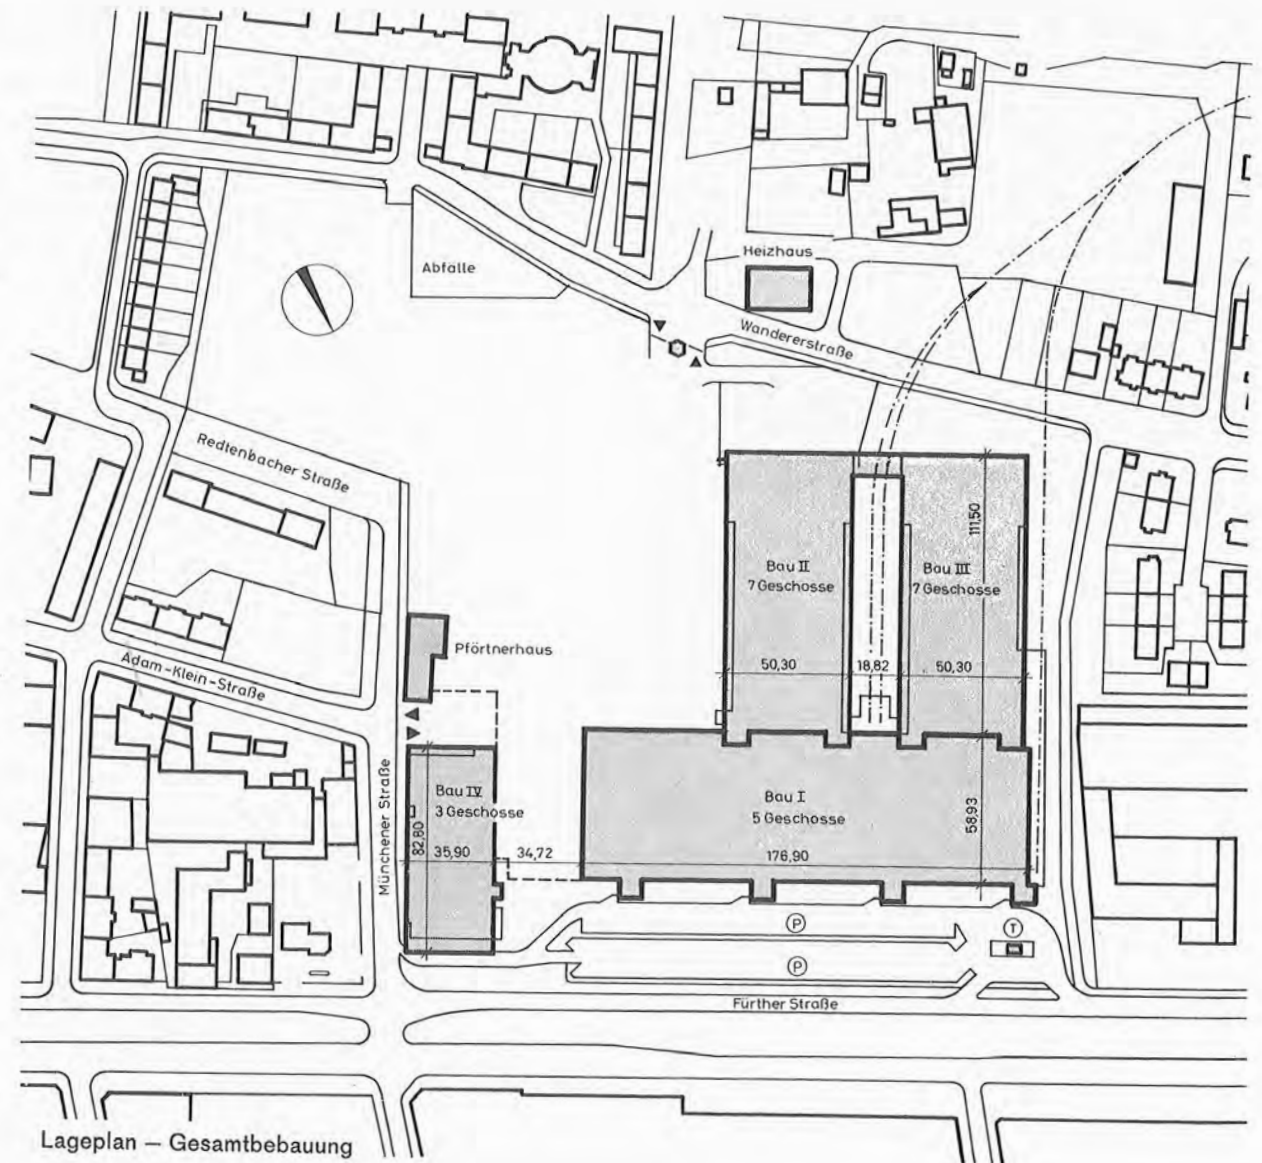 Abfälle
Heizhaus
Wandererstraße
Redtenbacher Straße
111,50
Bau II
7 Geschosse
Bau III
7 Geschosse
Pförtnerhaus
50,30
18,82
50,30
Adam-Klein-Straße
Münchener Straße
Bau IV
3 Geschosse
82,80
35,90
34,72
Bau I
5 Geschosse
58,93
176,90
P
T
P
Fürther Straße
Lageplan — Gesamtbebauung